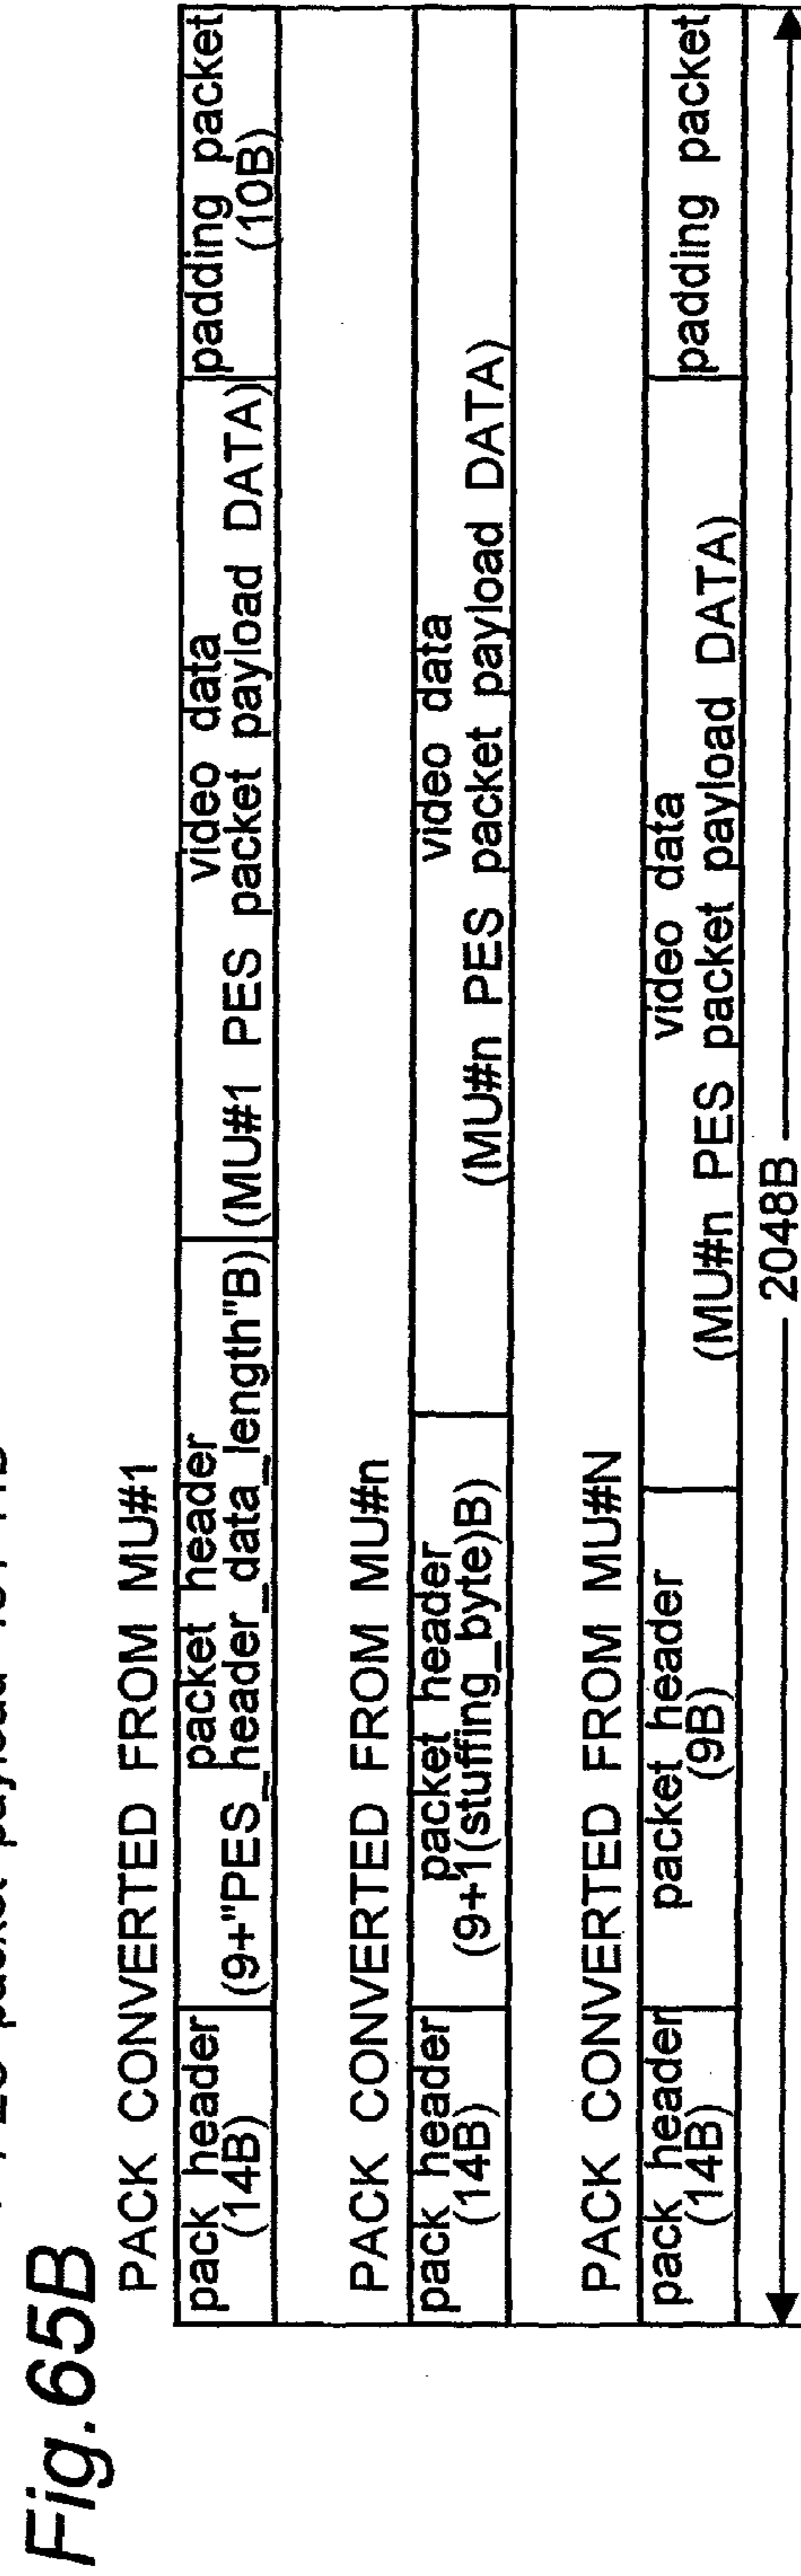 Fig.65B
PACK CONVERTED FROM MU#1
pack header
(14B)
packet header
(9+"PES_header_data_length"B)
video data
(MU#1 PES packet payload DATA)
padding packet
(10B)
PACK CONVERTED FROM MU#n
pack header
(14B)
packet header
(9+1(stuffing_byte)B)
video data
(MU#n PES packet payload DATA)
PACK CONVERTED FROM MU#N
pack header
(14B)
packet header
(9B)
video data
(MU#n PES packet payload DATA)
padding packet
2048B